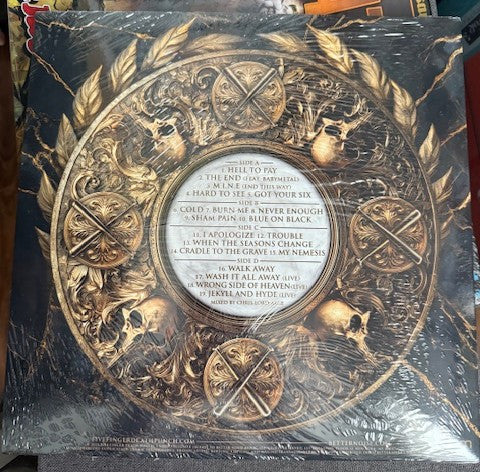 SIDE A
1. HELL TO PAY
2. THE END (FEAT. BABYMETAL)
3. M.I.N.E (END THIS WAY)
4. HARD TO SEE 5. GOT YOUR SIX
SIDE B
6. COLD 7. BURN ME 8. NEVER ENOUGH
9. SHAM PAIN 10. BLUE ON BLACK
SIDE C
11. I APOLOGIZE 12. TROUBLE
13. WHEN THE SEASONS CHANGE
14. CRADLE TO THE GRAVE 15. MY NEMESIS
SIDE D
16. WALK AWAY
17. WASH IT ALL AWAY (LIVE)
18. WRONG SIDE OF HEAVEN (LIVE)
19. JEKYLL AND HYDE (LIVE)
MIXED BY CHRIS LORD-ALGE
FIVEFINGERDEATHPUNCH.COM